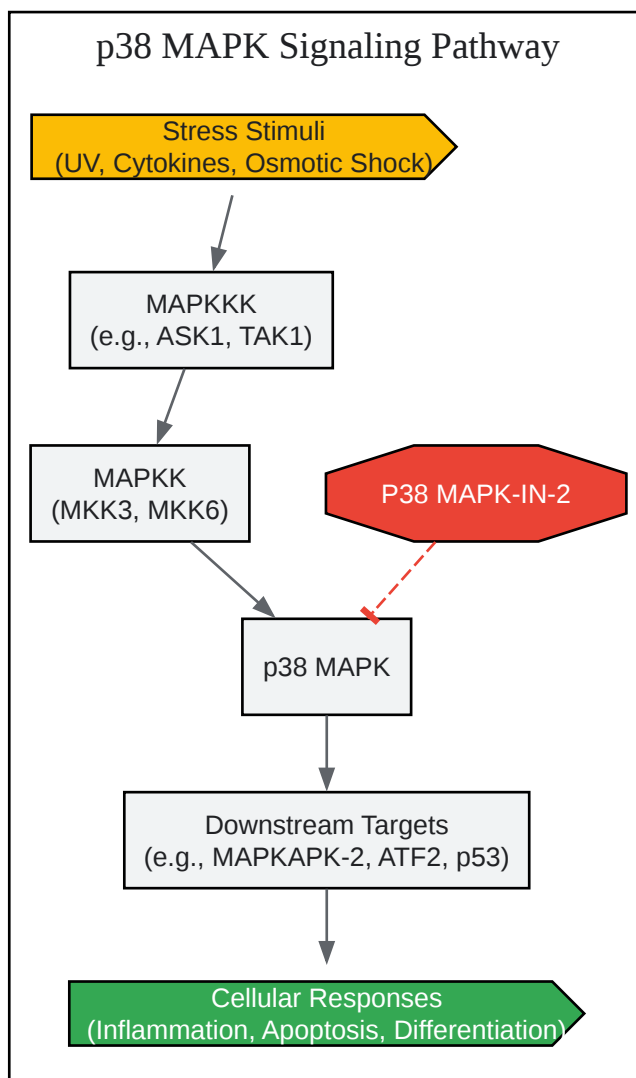 p38 MAPK Signaling Pathway
Stress Stimuli
(UV, Cytokines, Osmotic Shock)
MAPKKK
(e.g., ASK1, TAK1)
MAPKK
(MKK3, MKK6)
P38 MAPK-IN-2
p38 MAPK
Downstream Targets
(e.g., MAPKAPK-2, ATF2, p53)
Cellular Responses
(Inflammation, Apoptosis, Differentiation)